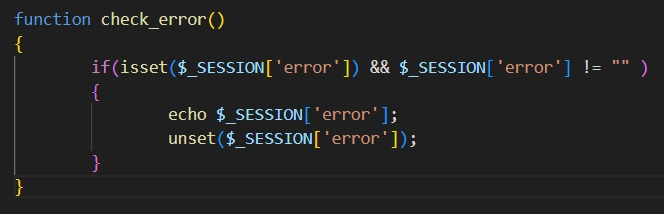 function check_error()
{
if(isset($_SESSION['error']) && $_SESSION['error'] != "" )
{
echo $_SESSION['error'];
unset($_SESSION['error']);
}
}